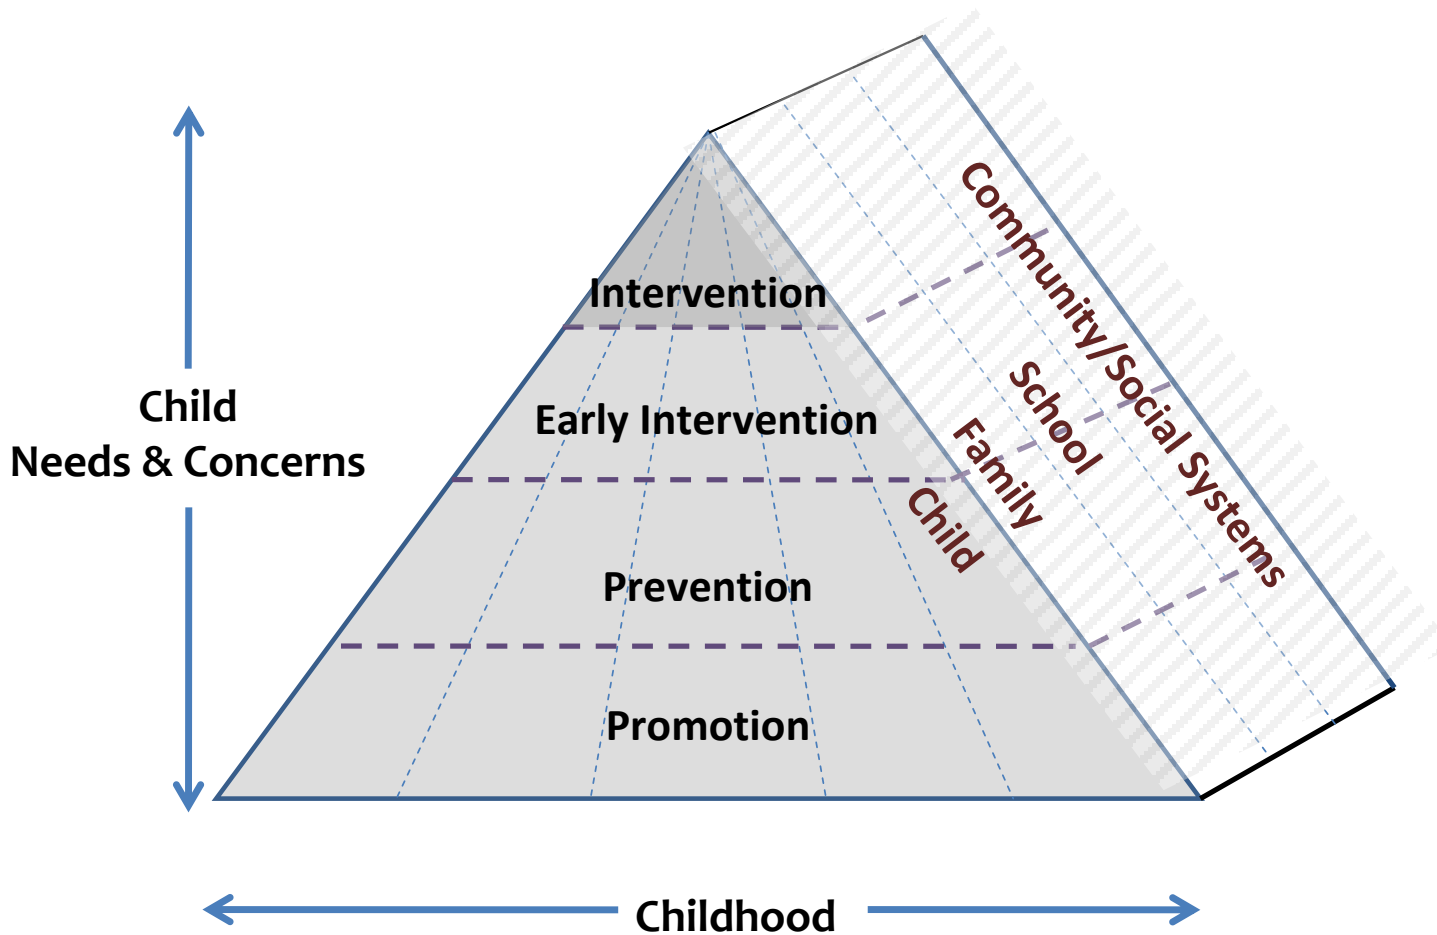 Child
Needs & Concerns
Intervention
Early Intervention
Prevention
Promotion
Child
Family
School
Community/Social Systems
Childhood